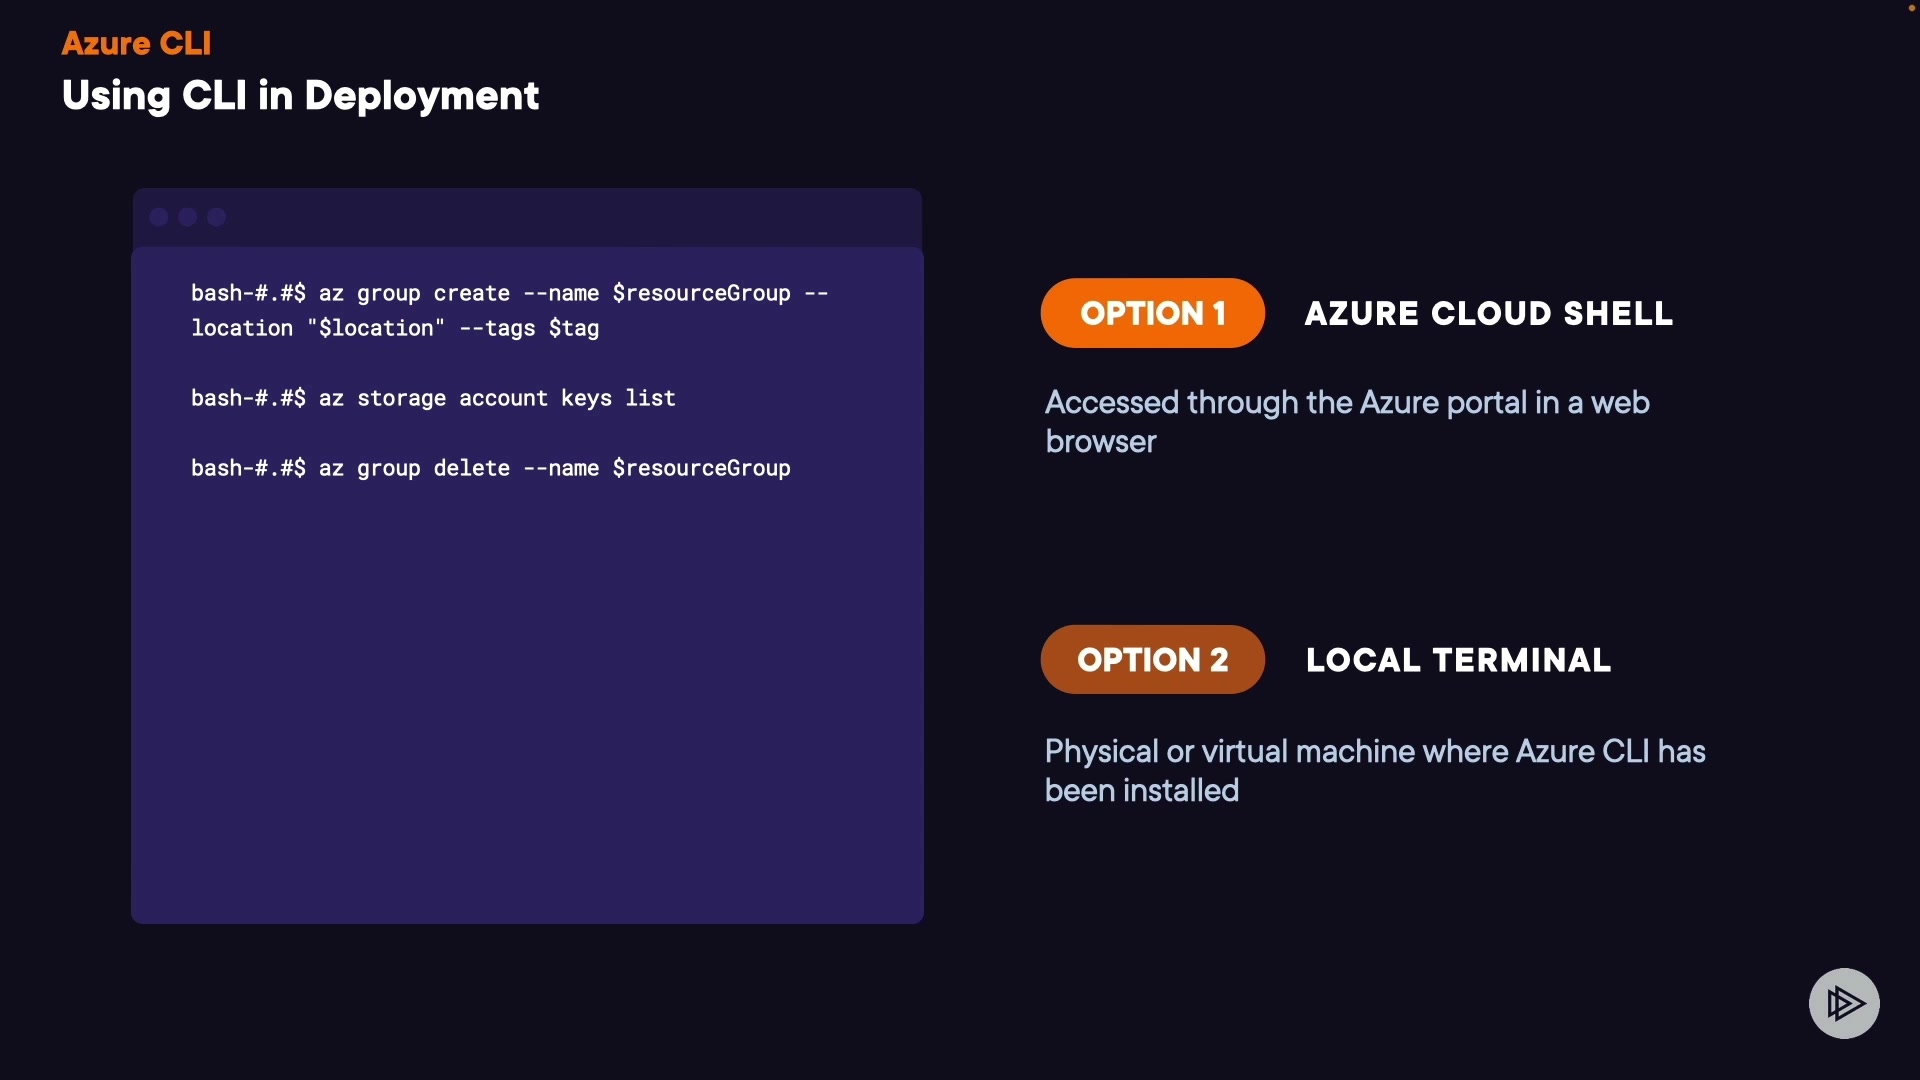 Azure CLI
Using CLI in Deployment
bash-#.#$ az group create --name $resourceGroup --
location "$location" --tags $tag
bash-#.#$ az storage account keys list
bash-#.#$ az group delete --name $resourceGroup
OPTION 1
AZURE CLOUD SHELL
Accessed through the Azure portal in a web
browser
OPTION 2
LOCAL TERMINAL
Physical or virtual machine where Azure CLI has
been installed